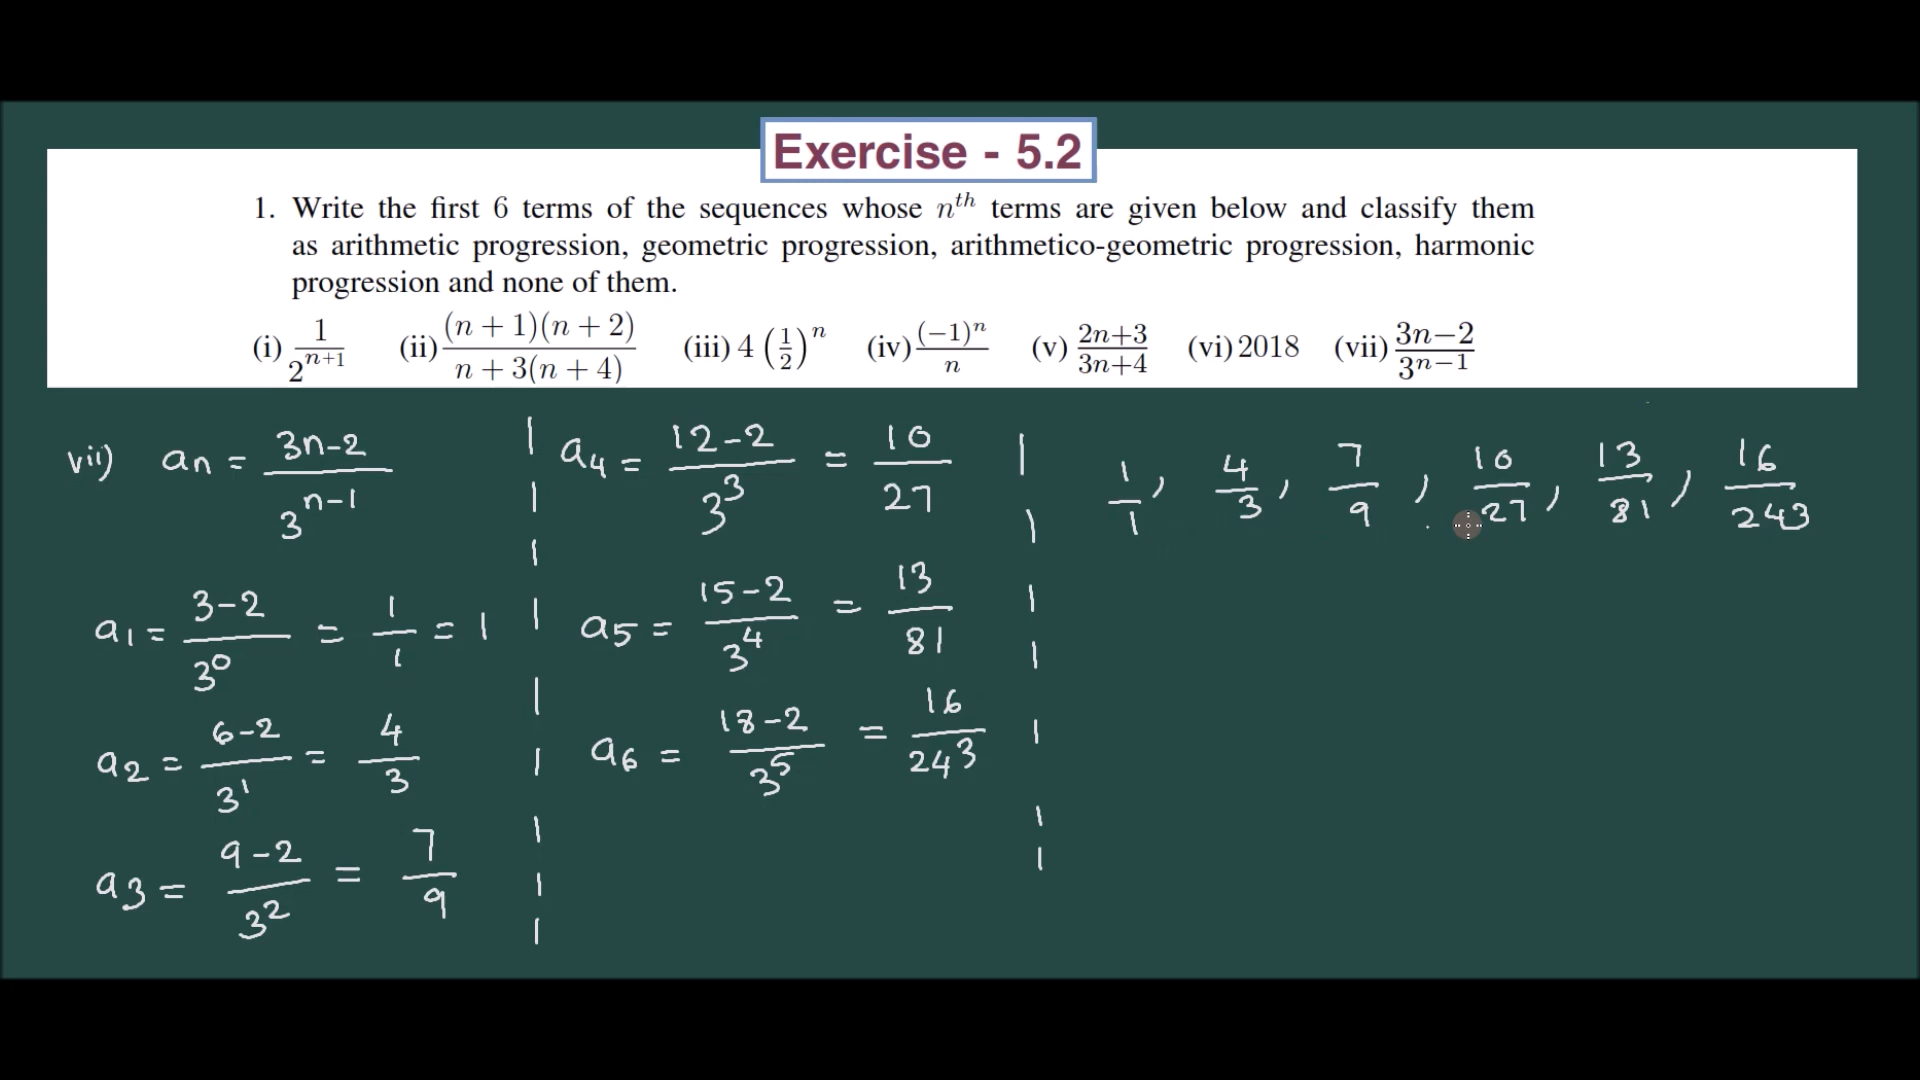 Exercise - 5.2
1. Write the first 6 terms of the sequences whose n^th terms are given below and classify them
as arithmetic progression, geometric progression, arithmetico-geometric progression, harmonic
progression and none of them.
(i) 1/2^(n+1) (ii) (n + 1)(n + 2)/n + 3(n + 4) (iii) 4 (1/2)^n (iv) (−1)^n/n (v) 2n+3/3n+4 (vi) 2018 (vii) 3n−2/3^n−1
vii) an = 3n-2/3^(n-1)
a1 = 3-2/3^0 = 1/1 = 1
a2 = 6-2/3^1 = 4/3
a3 = 9-2/3^2 = 7/9
a4 = 12-2/3^3 = 10/27
a5 = 15-2/3^4 = 13/81
a6 = 18-2/3^5 = 16/243
1/1, 4/3, 7/9, 10/27, 13/81, 16/243